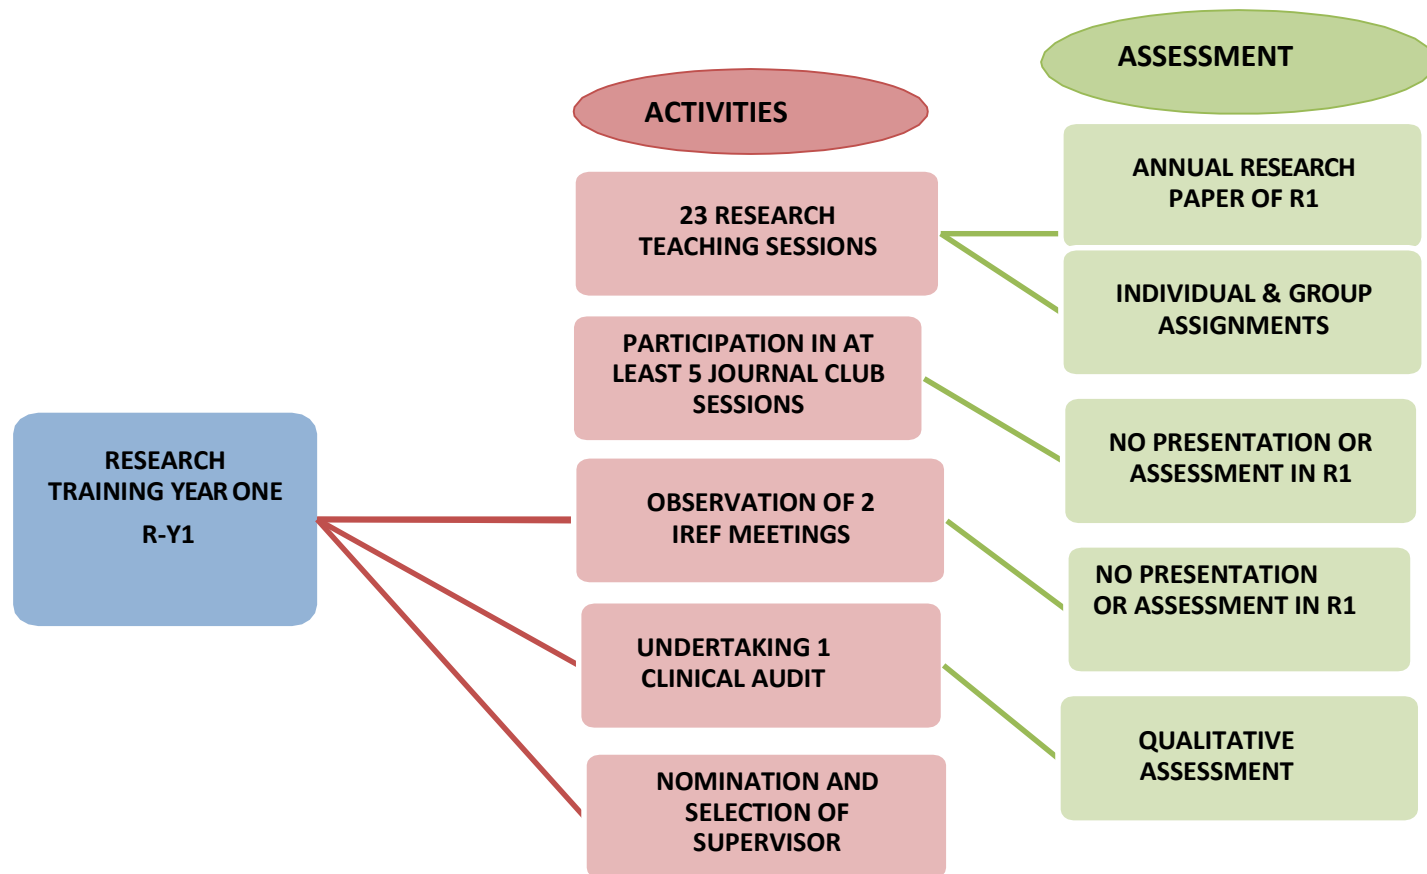 ASSESSMENT
ACTIVITIES
RESEARCH
TRAINING YEAR ONE
R-Y1
23 RESEARCH
TEACHING SESSIONS
PARTICIPATION IN AT
LEAST 5 JOURNAL CLUB
SESSIONS
OBSERVATION OF 2
IREF MEETINGS
UNDERTAKING 1
CLINICAL AUDIT
NOMINATION AND
SELECTION OF
SUPERVISOR
ANNUAL RESEARCH
PAPER OF R1
INDIVIDUAL & GROUP
ASSIGNMENTS
NO PRESENTATION OR
ASSESSMENT IN R1
NO PRESENTATION
OR ASSESSMENT IN R1
QUALITATIVE
ASSESSMENT